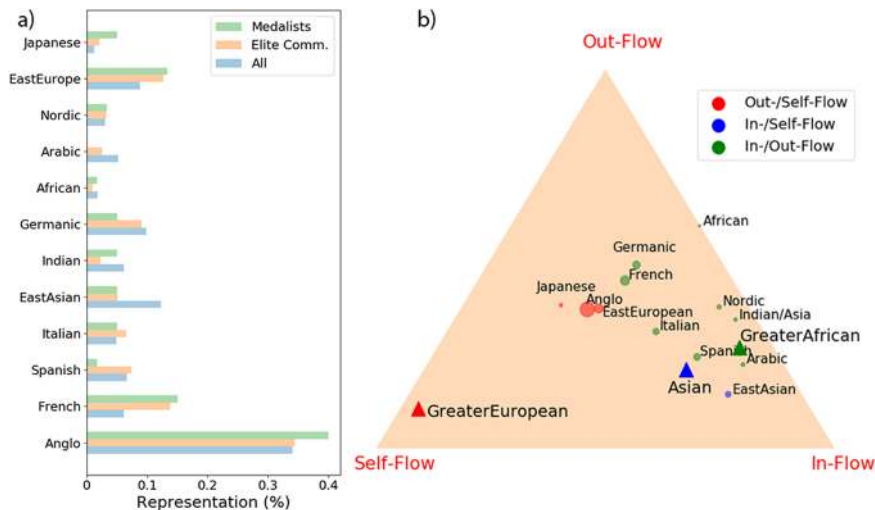 a)
Medalists
Elite Comm.
All
Japanese
EastEurope
Nordic
Arabic
African
Germanic
Indian
EastAsian
Italian
Spanish
French
Anglo
0 0.1 0.2 0.3 0.4
Representation (%)
b)
Out-Flow
Out-/Self-Flow
In-/Self-Flow
In-/Out-Flow
African
Germanic
French
Japanese
Anglo
EastEuropean
Italian
Nordic
Indian/Asia
GreaterAfrican
Spanish
Arabic
Asian
EastAsian
GreaterEuropean
Self-Flow
In-Flow